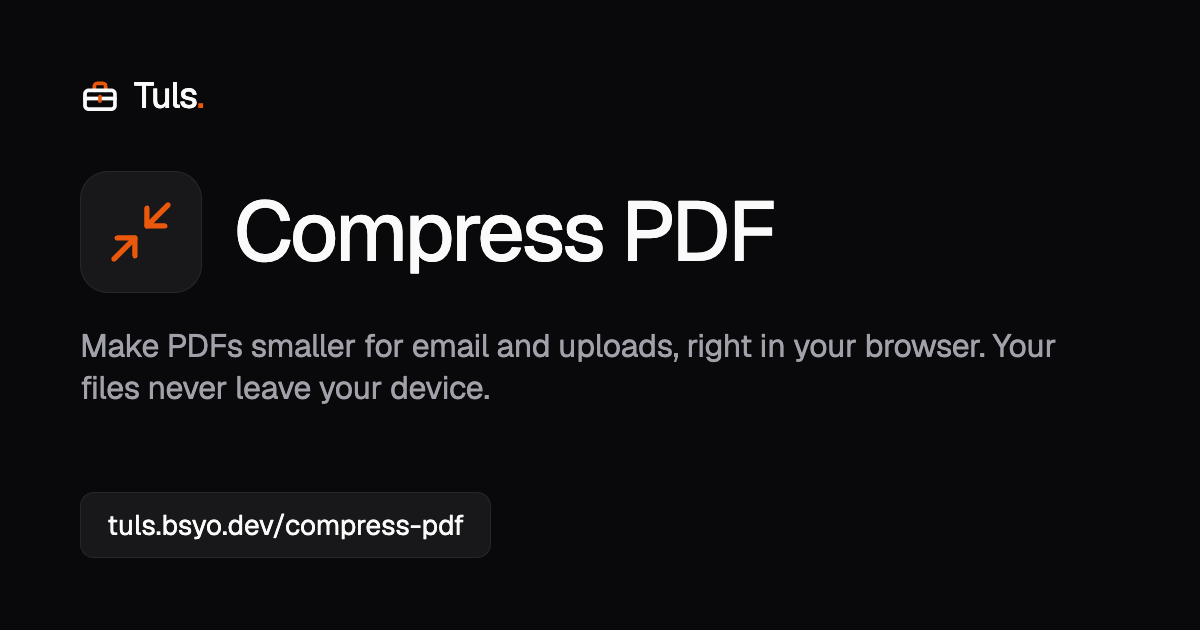 Tuls.
Compress PDF
Make PDFs smaller for email and uploads, right in your browser. Your
files never leave your device.
tuls.bsyo.dev/compress-pdf